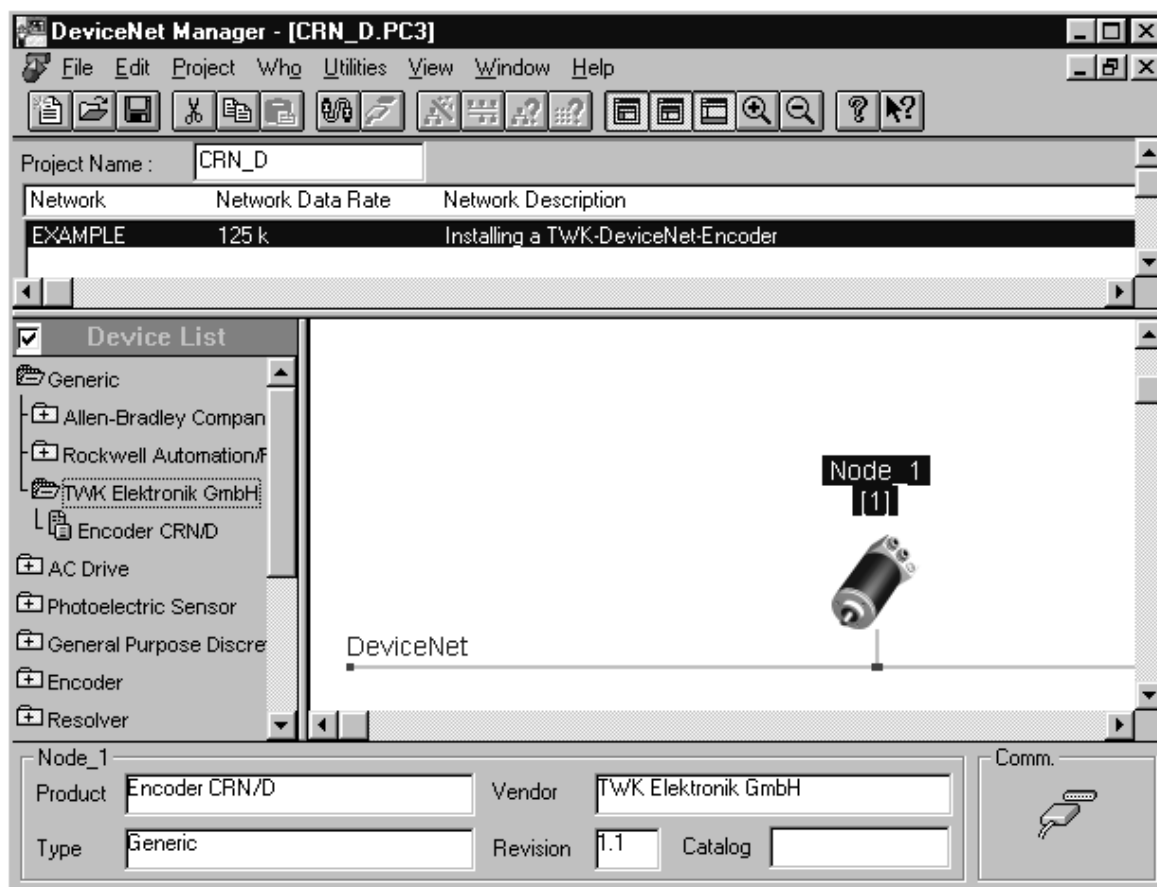 DeviceNet Manager - [CRN_D.PC3]
File Edit Project Who Utilities View Window Help
Project Name : CRN_D
Network Network Data Rate Network Description
EXAMPLE 125 k Installing a TWK-DeviceNet-Encoder
Device List
Generic
Allen-Bradley Compan
Rockwell Automation/F
TWK Elektronik GmbH
Encoder CRN/D
AC Drive
Photoelectric Sensor
General Purpose Discre
Encoder
Resolver
Node_1
[1]
DeviceNet
Node_1
Product Encoder CRN/D Vendor TWK Elektronik GmbH
Type Generic Revision 1.1 Catalog
Comm.